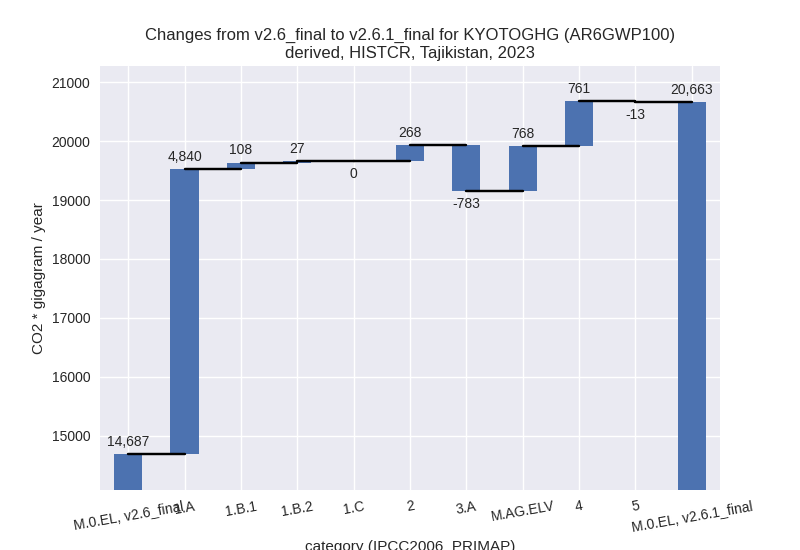 Changes from v2.6_final to v2.6.1_final for KYOTOGHG (AR6GWP100)
derived, HISTCR, Tajikistan, 2023
CO2 * gigagram / year
21000
20000
19000
18000
17000
16000
15000
14,687
4,840
108
27
0
268
-783
768
761
-13
20,663
M.0.EL, v2.6_final
1.A
1.B.1
1.B.2
1.C
2
3.A
M.AG.ELV
4
5
M.0.EL, v2.6.1_final
category (IPCC2006_PRIMAP)